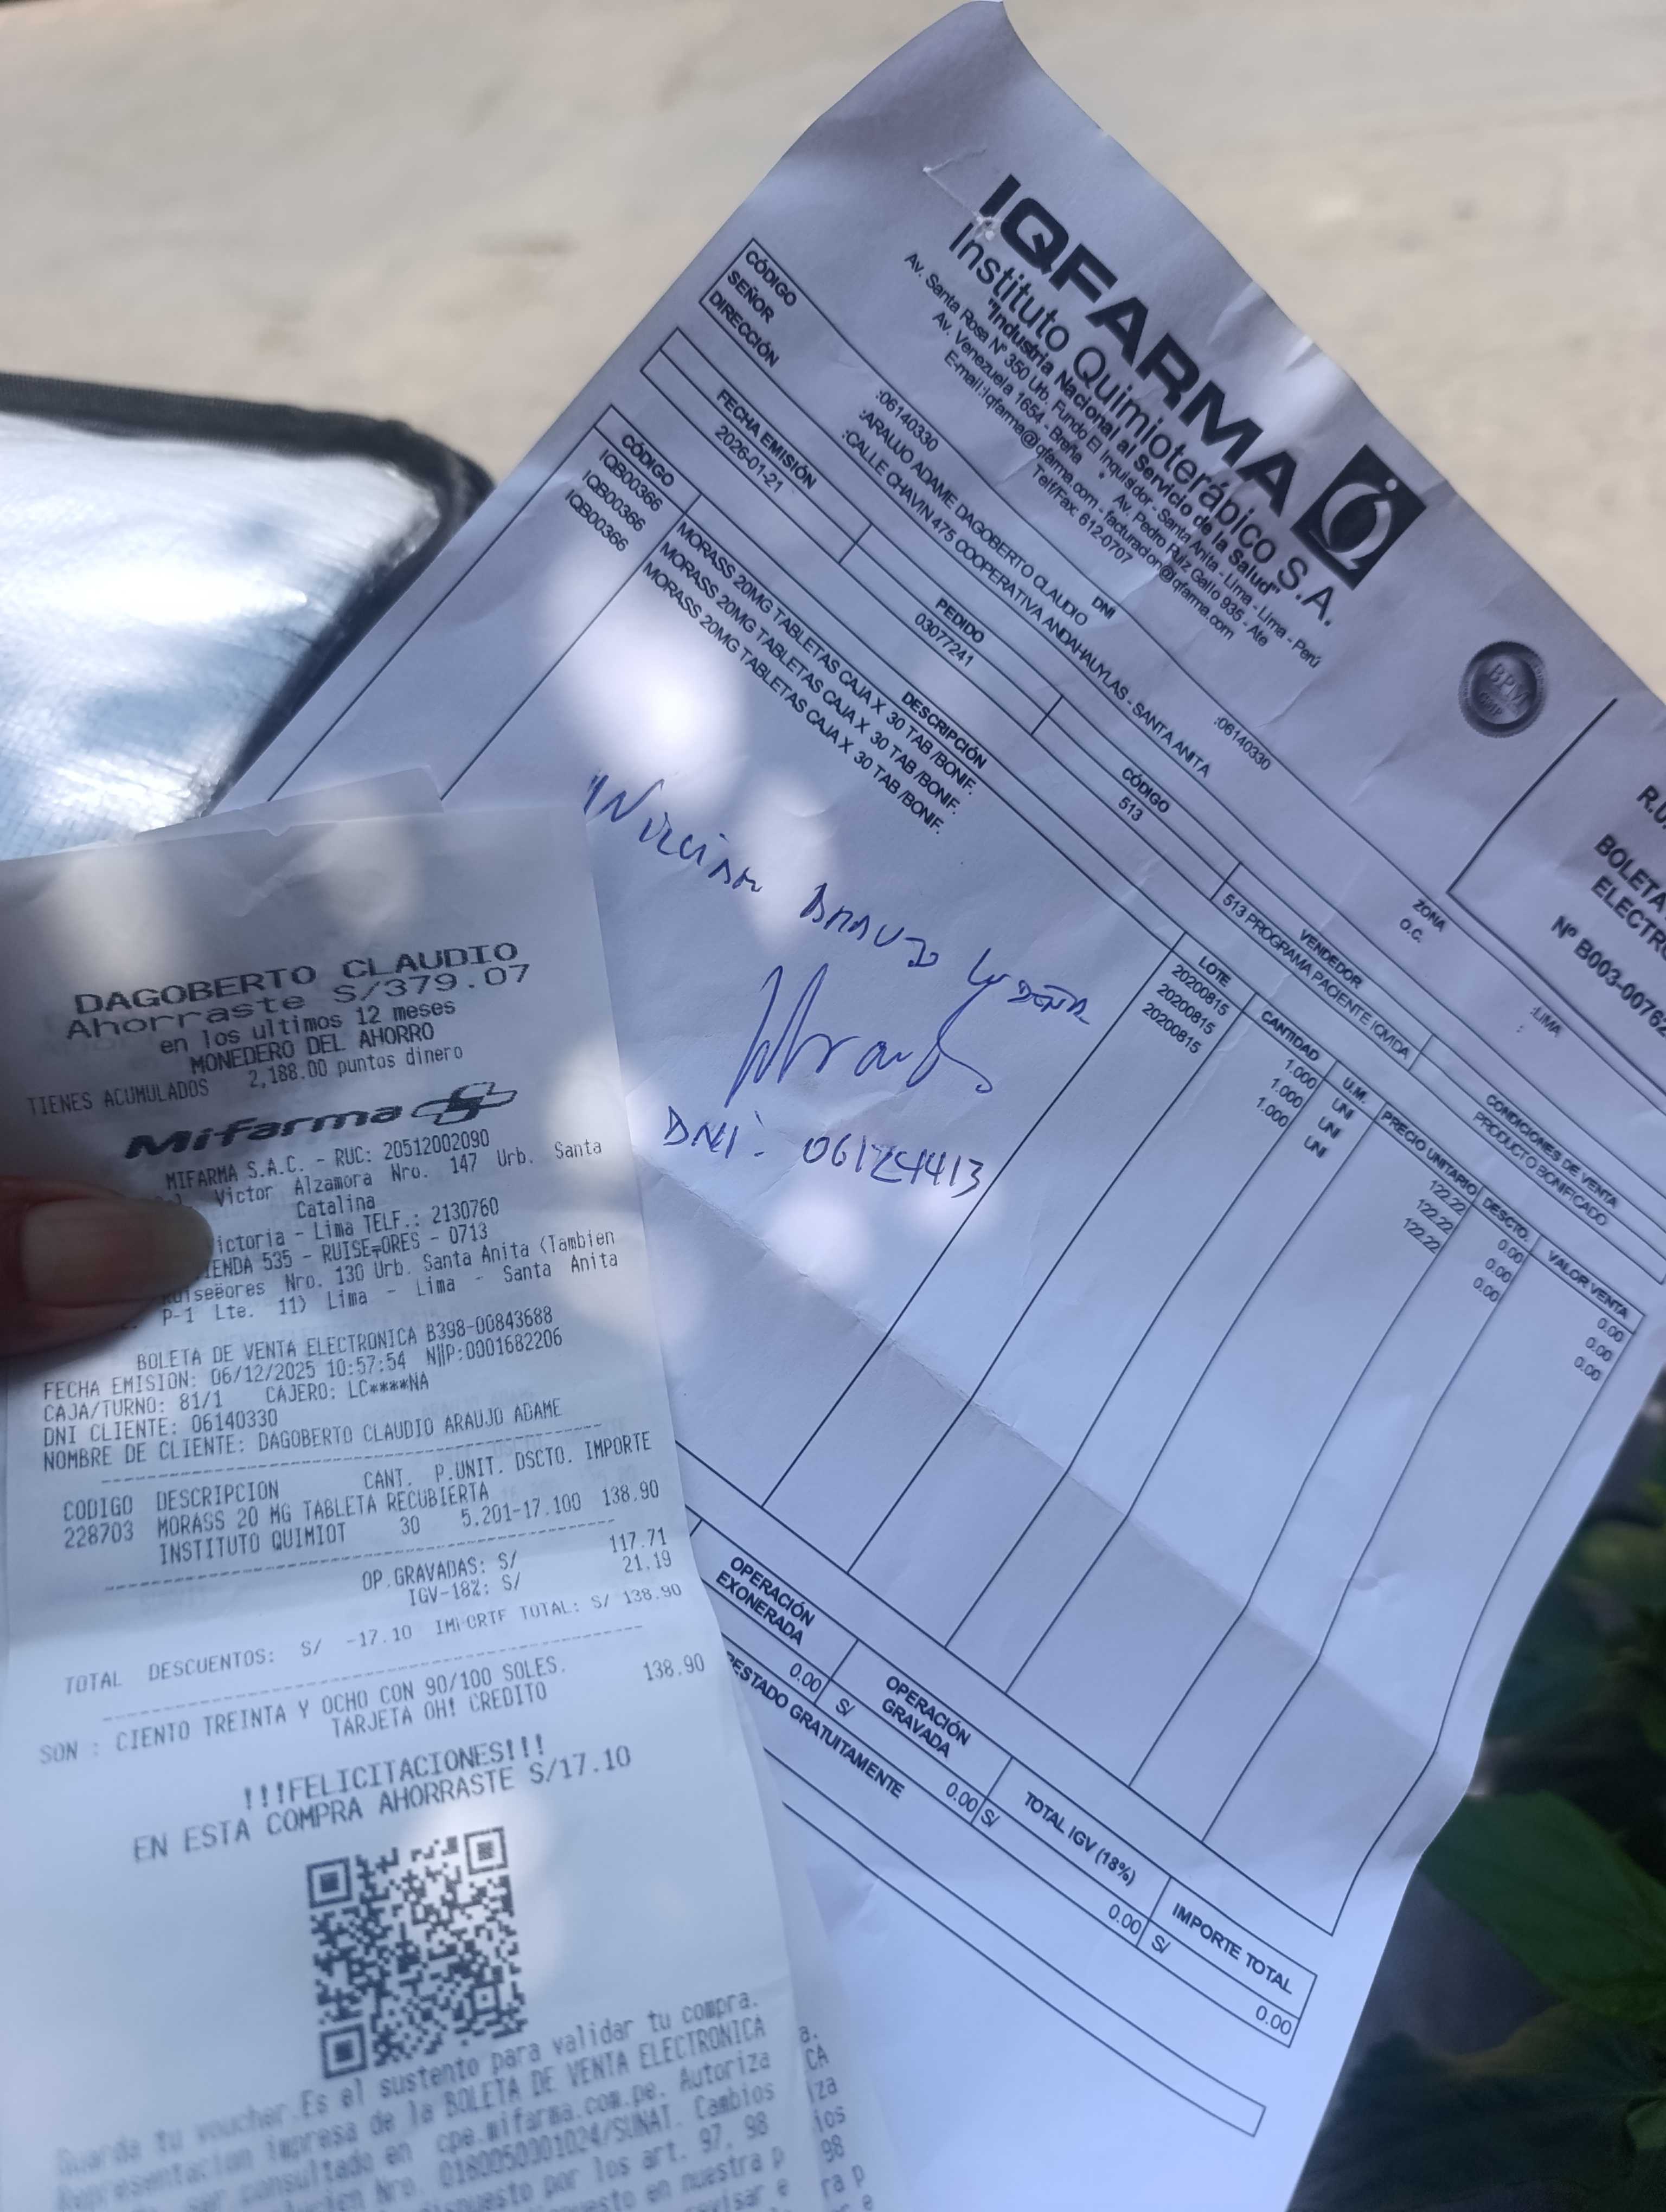 IQFARMA
Instituto Quimioterápico S.A.
"Industria Nacional al Servicio de la Salud"
Av. Santa Rosa N° 350 Urb. Fundo El Inquisidor - Santa Anita - Lima - Lima - Perú
Av. Venezuela 1654 - Breña * Av. Pedro Ruiz Gallo 935 - Ate
E-mail:iqfarma@qfarma.com - facturacion@qfarma.com
Telf/Fax: 612-0707
BPM
BOLETA
ELECTR
N° B003-00762
CÓDIGO :06140330 DNI :06140330
SEÑOR :ARAUJO ADAME DAGOBERTO CLAUDIO
DIRECCIÓN :CALLE CHAVIN 475 COOPERATIVA ANDAHAUYLAS - SANTA ANITA :LIMA
ZONA
O.C. :
FECHA EMISIÓN PEDIDO CÓDIGO VENDEDOR CONDICIONES DE VENTA
2026-01-21 03077241 513 513 PROGRAMA PACIENTE IQMDA PRODUCTO BONIFICADO
CÓDIGO DESCRIPCIÓN LOTE CANTIDAD U.M. PRECIO UNITARIO DESCTO. VALOR VENTA
IQB00366 MORASS 20MG TABLETAS CAJA X 30 TAB /BONIF. 20200815 1.000 UNI 122.22 0.00 0.00
IQB00366 MORASS 20MG TABLETAS CAJA X 30 TAB /BONIF. 20200815 1.000 UNI 122.22 0.00 0.00
IQB00366 MORASS 20MG TABLETAS CAJA X 30 TAB /BONIF. 20200815 1.000 UNI 122.22 0.00 0.00
DNI: 06124413
OPERACIÓN EXONERADA OPERACIÓN GRAVADA TOTAL IGV (18%) IMPORTE TOTAL
0.00 S/ 0.00 S/ 0.00 S/ 0.00
GRATUITAMENTE
DAGOBERTO CLAUDIO
Ahorraste S/379.07
en los ultimos 12 meses
MONEDERO DEL AHORRO
TIENES ACUMULADOS 2,188.00 puntos dinero
Mifarma
MIFARMA S.A.C. - RUC: 20512002090
Victor Alzamora Nro. 147 Urb. Santa
Catalina
ictoria - Lima TELF.: 2130760
ENDA 535 - RUISE¬ORES - 0713
Ruiseëores Nro. 130 Urb. Santa Anita (Tambien
P-1 Lte. 11) Lima - Lima - Santa Anita
BOLETA DE VENTA ELECTRONICA B398-00843688
FECHA EMISION: 06/12/2025 10:57:54 N||P:0001682206
CAJA/TURNO: 81/1 CAJERO: LC****NA
DNI CLIENTE: 06140330
NOMBRE DE CLIENTE: DAGOBERTO CLAUDIO ARAUJO ADAME
CODIGO DESCRIPCION CANT. P.UNIT. DSCTO. IMPORTE
228703 MORASS 20 MG TABLETA RECUBIERTA
INSTITUTO QUIMIOT 30 5.201-17.100 138.90
OP.GRAVADAS: S/ 117.71
IGV-18%: S/ 21.19
TOTAL DESCUENTOS: S/ -17.10 IMPORTE TOTAL: S/ 138.90
SON : CIENTO TREINTA Y OCHO CON 90/100 SOLES.
TARJETA OH! CREDITO 138.90
!!!FELICITACIONES!!!
EN ESTA COMPRA AHORRASTE S/17.10
Guarda tu voucher.Es el sustento para validar tu compra.
Representacion Impresa de la BOLETA DE VENTA ELECTRONICA
ser consultado en cpe.mifarma.com.pe. Autoriza
Nro. 0180050001024/SUNAT. Cambios
por los art. 97, 98
en nuestra p